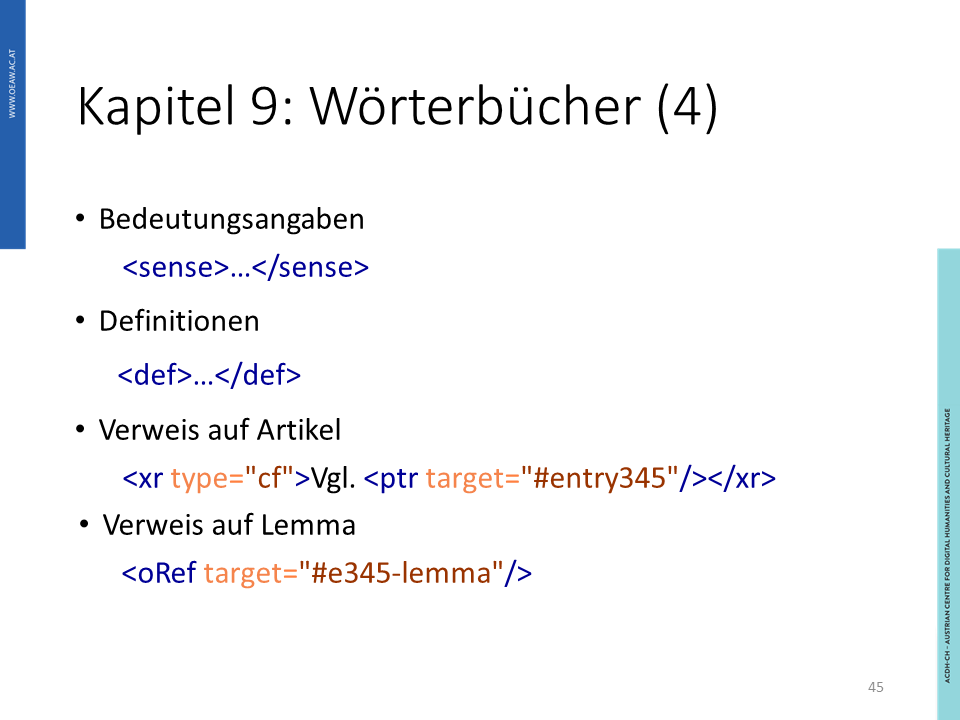 WWW.OEAW.AC.AT
Kapitel 9: Wörterbücher (4)
• Bedeutungsangaben
<sense>…</sense>
• Definitionen
<def>…</def>
• Verweis auf Artikel
<xr type="cf">Vgl. <ptr target="#entry345"/></xr>
• Verweis auf Lemma
<oRef target="#e345-lemma"/>
ACDH-CH – AUSTRIAN CENTRE FOR DIGITAL HUMANITIES AND CULTURAL HERITAGE
45